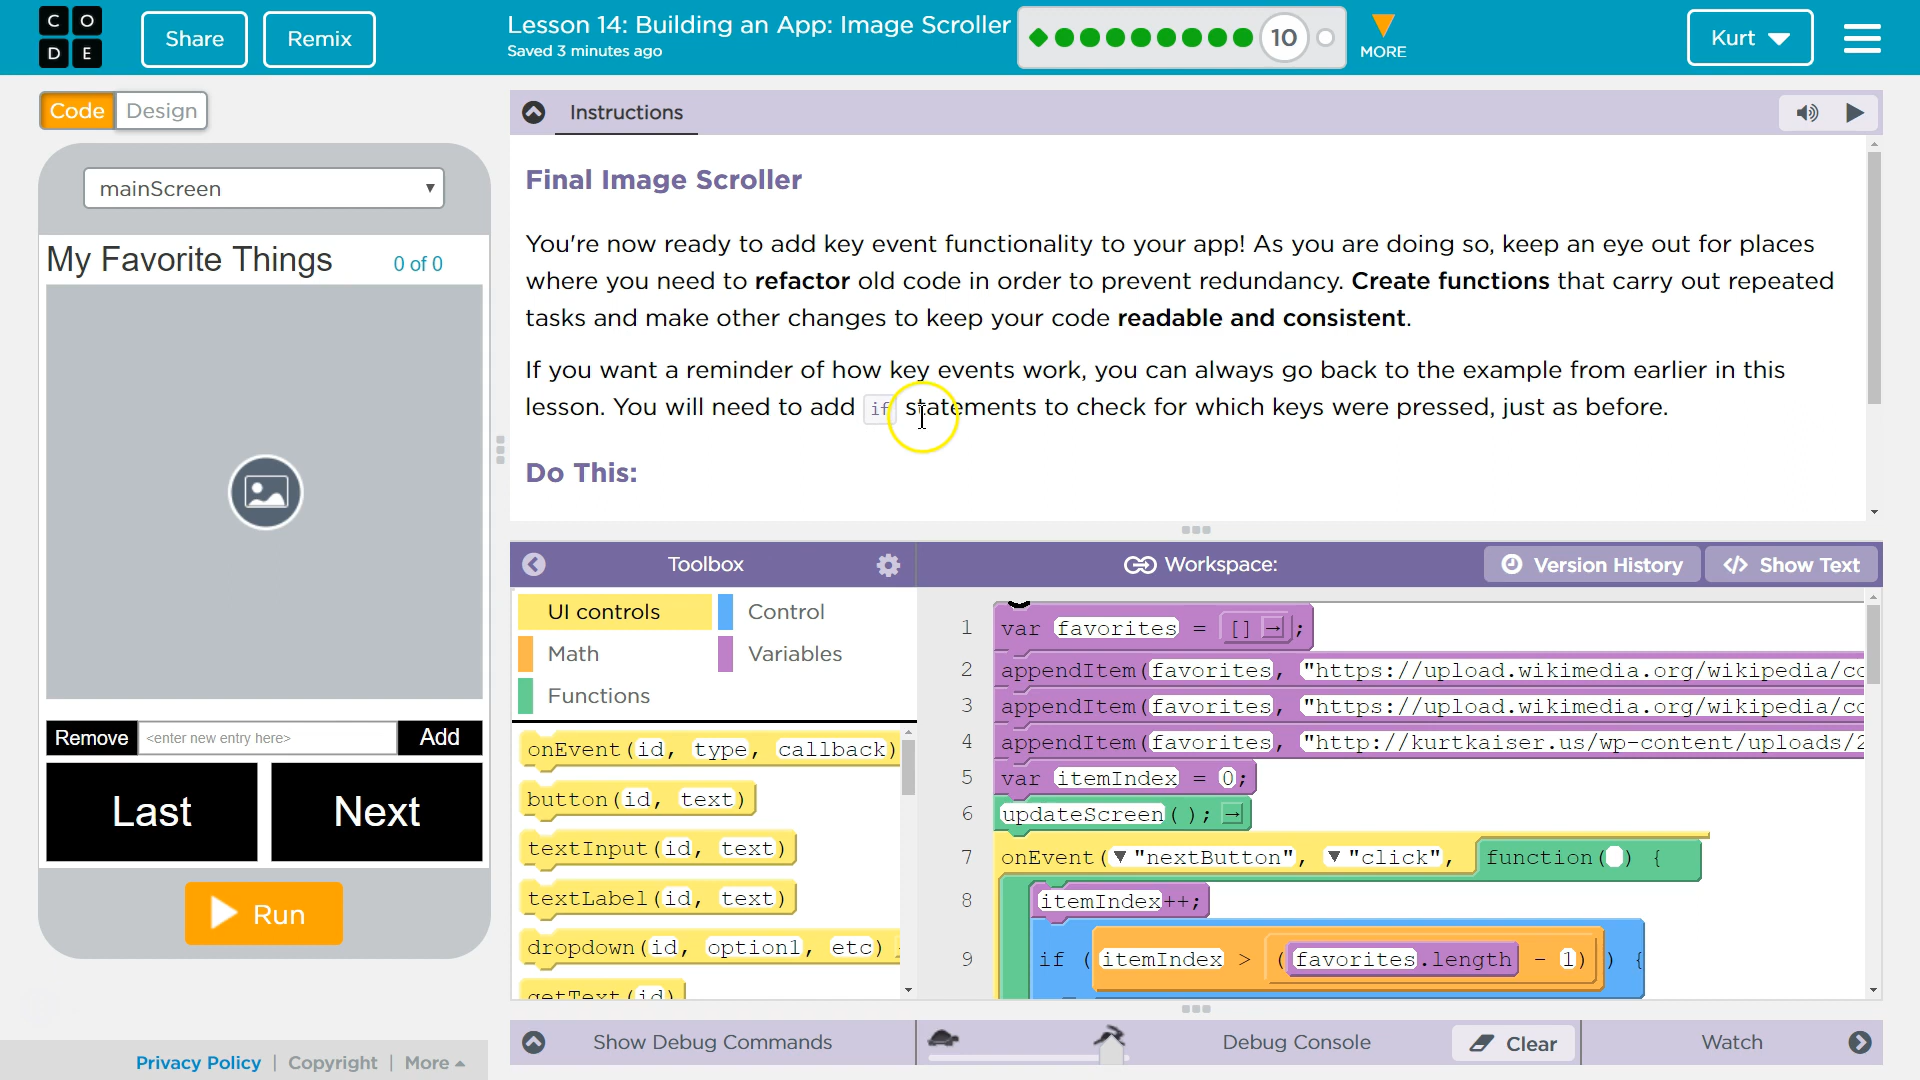 CODE
Share
Remix
Lesson 14: Building an App: Image Scroller
Saved 3 minutes ago
10
MORE
Kurt
Code
Design
Instructions
mainScreen
Final Image Scroller
My Favorite Things
0 of 0
You're now ready to add key event functionality to your app! As you are doing so, keep an eye out for places
where you need to refactor old code in order to prevent redundancy. Create functions that carry out repeated
tasks and make other changes to keep your code readable and consistent.
If you want a reminder of how key events work, you can always go back to the example from earlier in this
lesson. You will need to add if statements to check for which keys were pressed, just as before.
Do This:
Remove
<enter new entry here>
Add
Last
Next
Run
Toolbox
Workspace:
Version History
</> Show Text
UI controls
Control
Math
Variables
Functions
onEvent(id, type, callback)
button(id, text)
textInput(id, text)
textLabel(id, text)
dropdown(id, option1, etc)
getText(id)
1 var favorites = [] ;
2 appendItem(favorites, "https://upload.wikimedia.org/wikipedia/co
3 appendItem(favorites, "https://upload.wikimedia.org/wikipedia/co
4 appendItem(favorites, "http://kurtkaiser.us/wp-content/uploads/2
5 var itemIndex = 0;
6 updateScreen( );
7 onEvent( "nextButton", "click", function( ) {
8 itemIndex++;
9 if ( itemIndex > ( favorites.length - 1) ) {
Show Debug Commands
Debug Console
Clear
Watch
Privacy Policy | Copyright | More